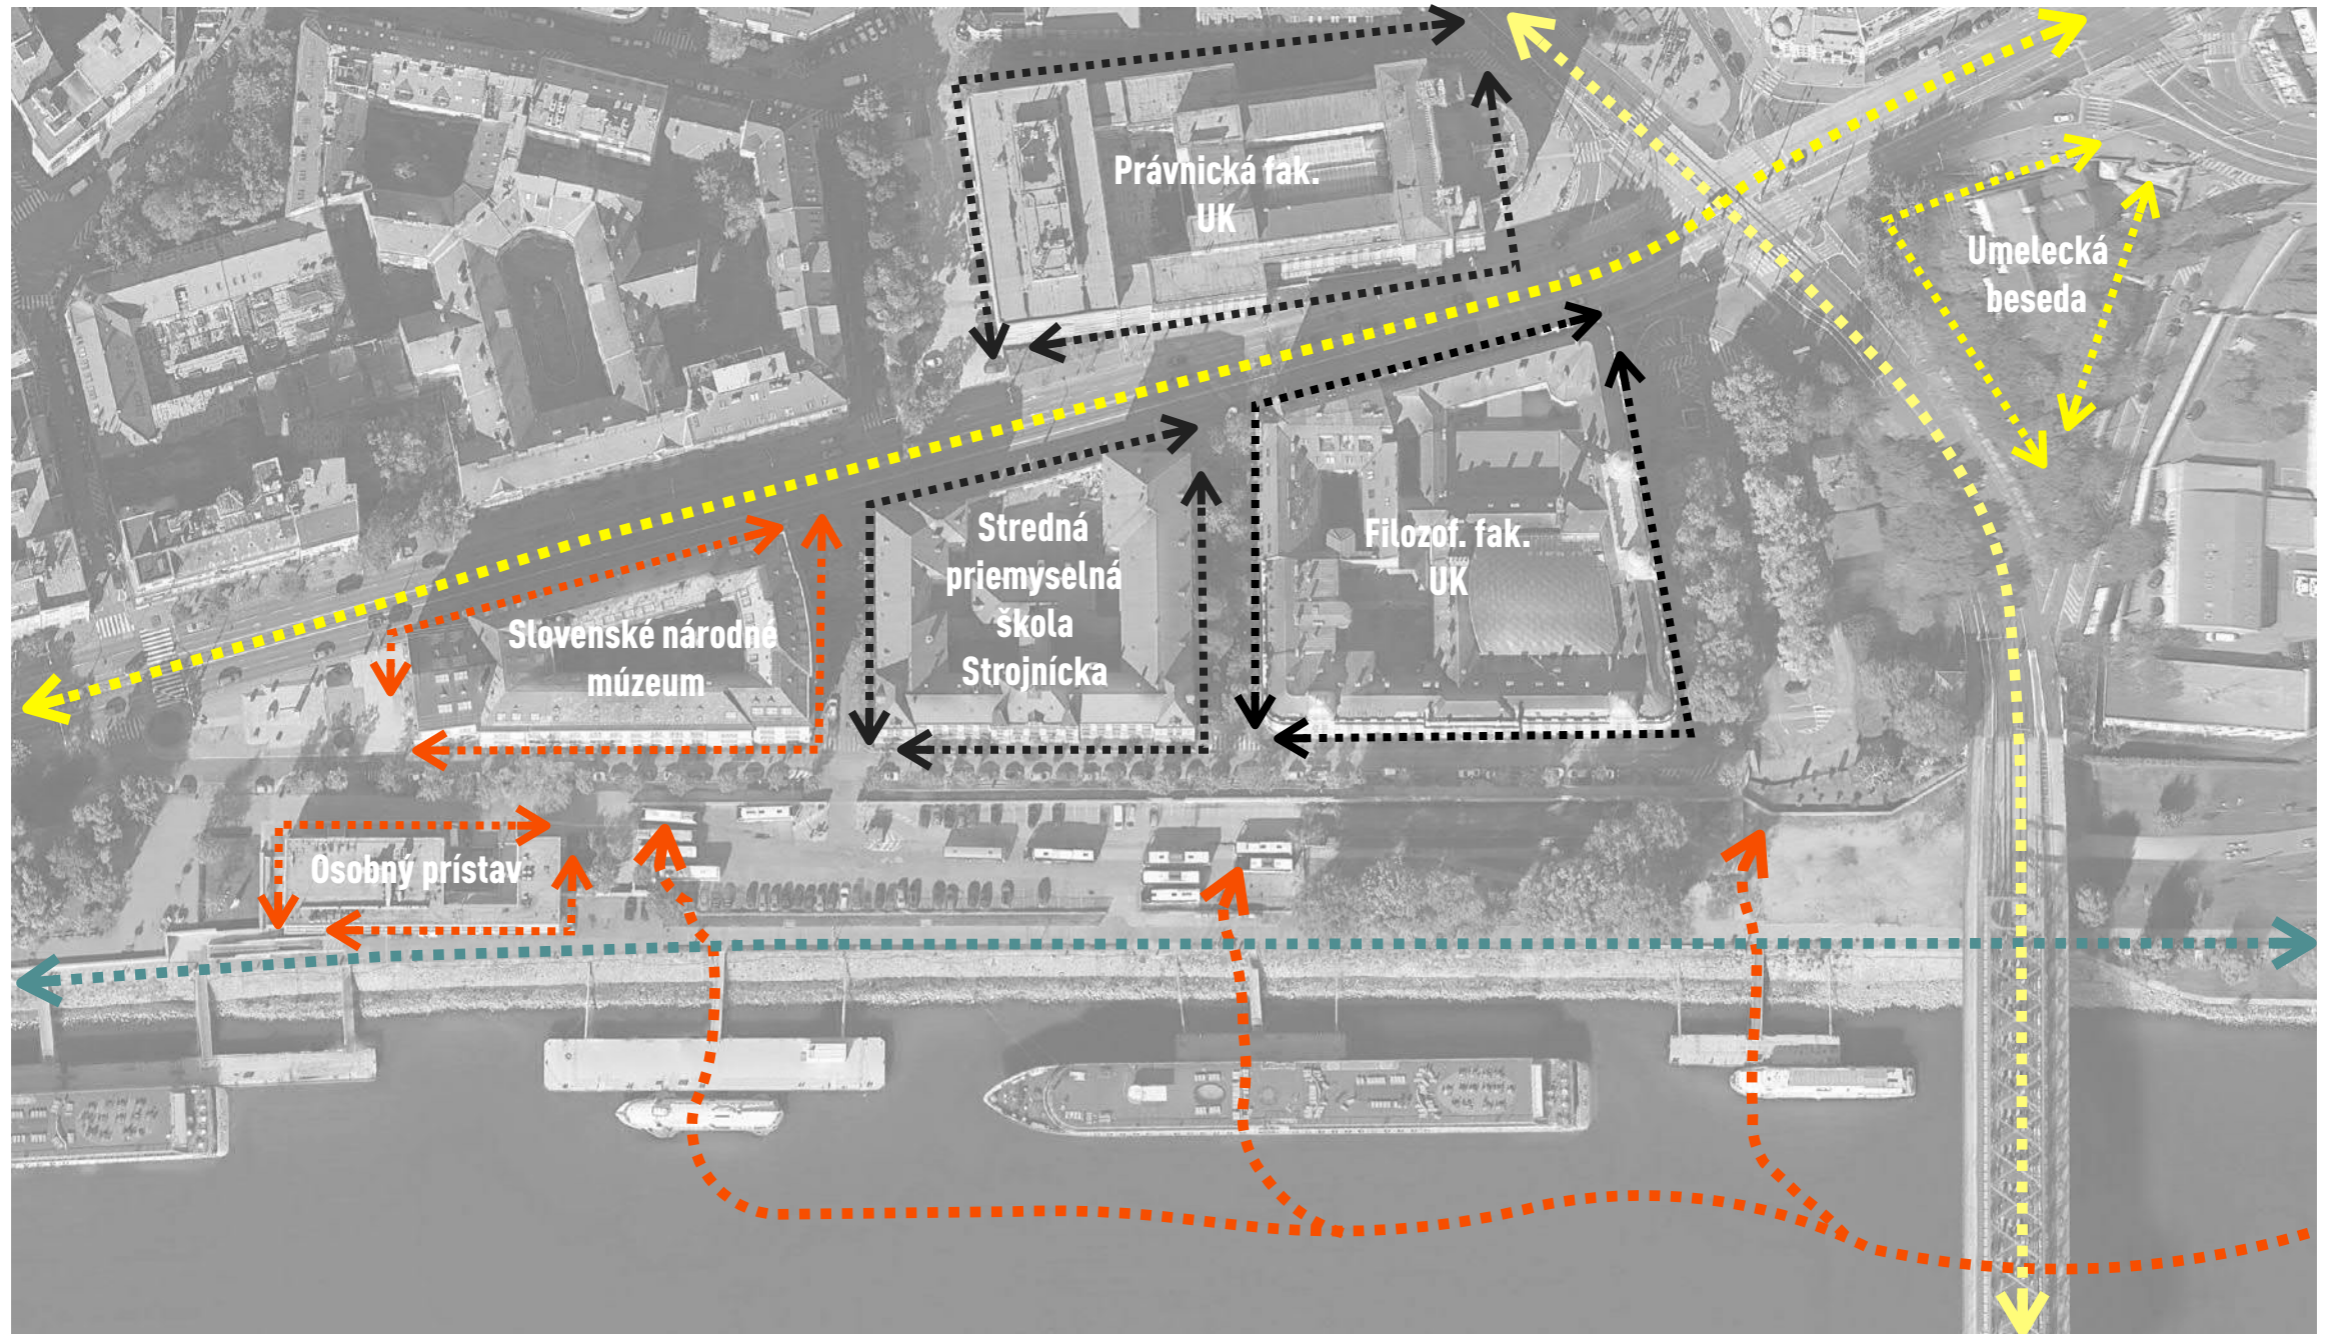 Právnická fak.
UK
Umelecká
beseda
Stredná
priemyselná
škola
Strojnícka
Filozof. fak.
UK
Slovenské národné
múzeum
Osobný prístav